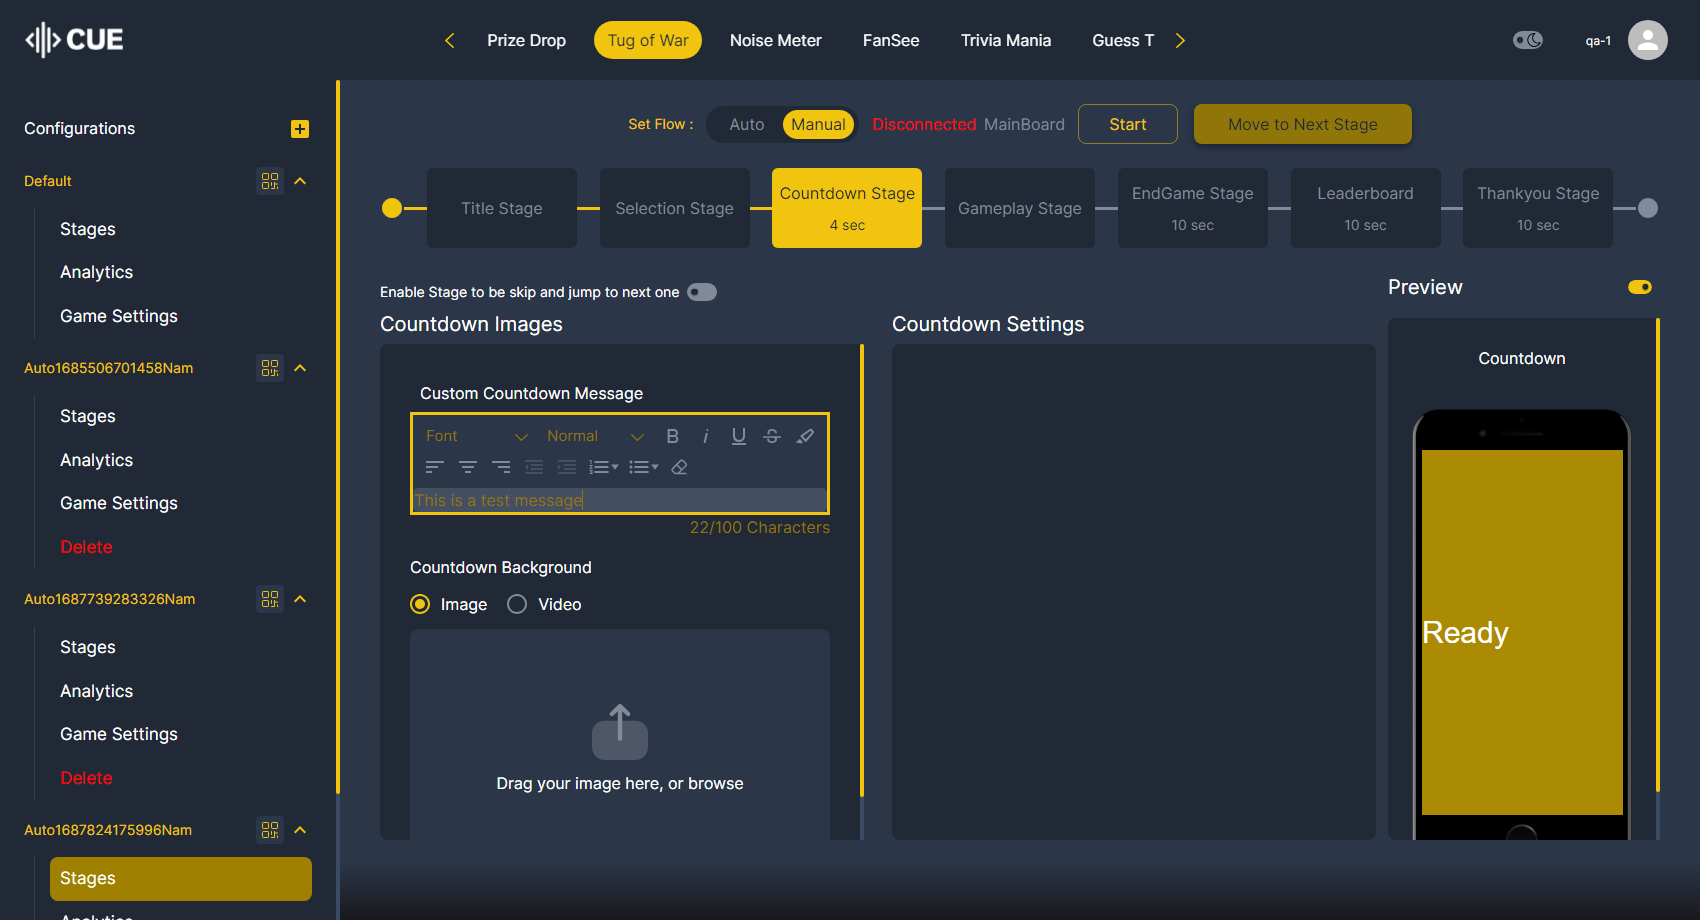 CUE
Prize Drop
Tug of War
Noise Meter
FanSee
Trivia Mania
Guess T
qa-1
Configurations
Default
Stages
Analytics
Game Settings
Auto1685506701458Nam
Stages
Analytics
Game Settings
Delete
Auto1687739283326Nam
Stages
Analytics
Game Settings
Delete
Auto1687824175996Nam
Stages
Analytics
Set Flow :
Auto
Manual
Disconnected MainBoard
Start
Move to Next Stage
Title Stage
Selection Stage
Countdown Stage
4 sec
Gameplay Stage
EndGame Stage
10 sec
Leaderboard
10 sec
Thankyou Stage
10 sec
Enable Stage to be skip and jump to next one
Countdown Images
Custom Countdown Message
Font
Normal
B
i
U
S
This is a test message
22/100 Characters
Countdown Background
Image
Video
Drag your image here, or browse
Countdown Settings
Preview
Countdown
Ready